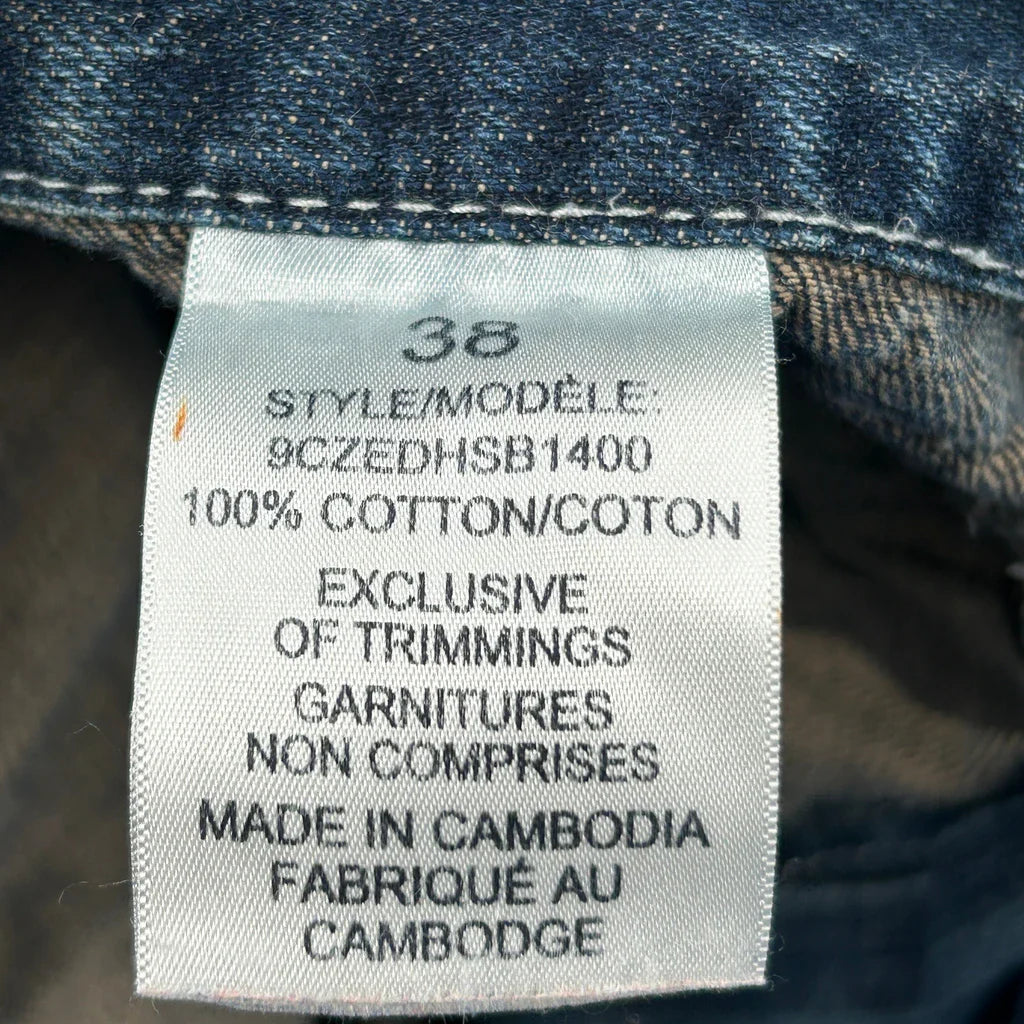 38
STYLE/MODÈLE:
9CZEDHSB1400
100% COTTON/COTON
EXCLUSIVE
OF TRIMMINGS
GARNITURES
NON COMPRISES
MADE IN CAMBODIA
FABRIQUÉ AU
CAMBODGE